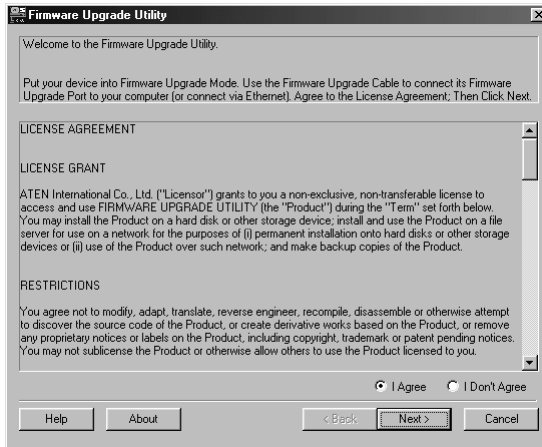 Firmware Upgrade Utility
Welcome to the Firmware Upgrade Utility.
Put your device into Firmware Upgrade Mode. Use the Firmware Upgrade Cable to connect its Firmware
Upgrade Port to your computer (or connect via Ethernet). Agree to the License Agreement; Then Click Next.
LICENSE AGREEMENT
LICENSE GRANT
ATEN International Co., Ltd. ("Licensor") grants to you a non-exclusive, non-transferable license to
access and use FIRMWARE UPGRADE UTILITY (the "Product") during the "Term" set forth below.
You may install the Product on a hard disk or other storage device; install and use the Product on a file
server for use on a network for the purposes of (i) permanent installation onto hard disks or other storage
devices or (ii) use of the Product over such network; and make backup copies of the Product.
RESTRICTIONS
You agree not to modify, adapt, translate, reverse engineer, recompile, disassemble or otherwise attempt
to discover the source code of the Product, or create derivative works based on the Product, or remove
any proprietary notices or labels on the Product, including copyright, trademark or patent pending notices.
You may not sublicense the Product or otherwise allow others to use the Product licensed to you.
I Agree I Don't Agree
Help About < Back Next > Cancel